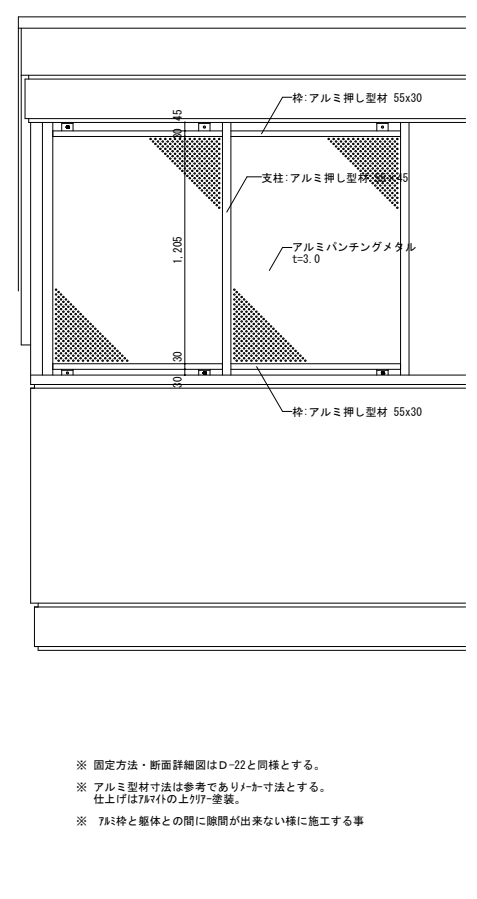 枠:アルミ押し型材 55x30
45
30
支柱:アルミ押し型材
1,205
アルミパンチングメタル
t=3.0
30
30
枠:アルミ押し型材 55x30
※ 固定方法・断面詳細図はD-22と同様とする。
※ アルミ型材寸法は参考でありﾒｰｶｰ寸法とする。
仕上げはｱﾙﾏｲﾄの上ｸﾘｱｰ塗装。
※ ｱﾙﾐ枠と躯体との間に隙間が出来ない様に施工する事